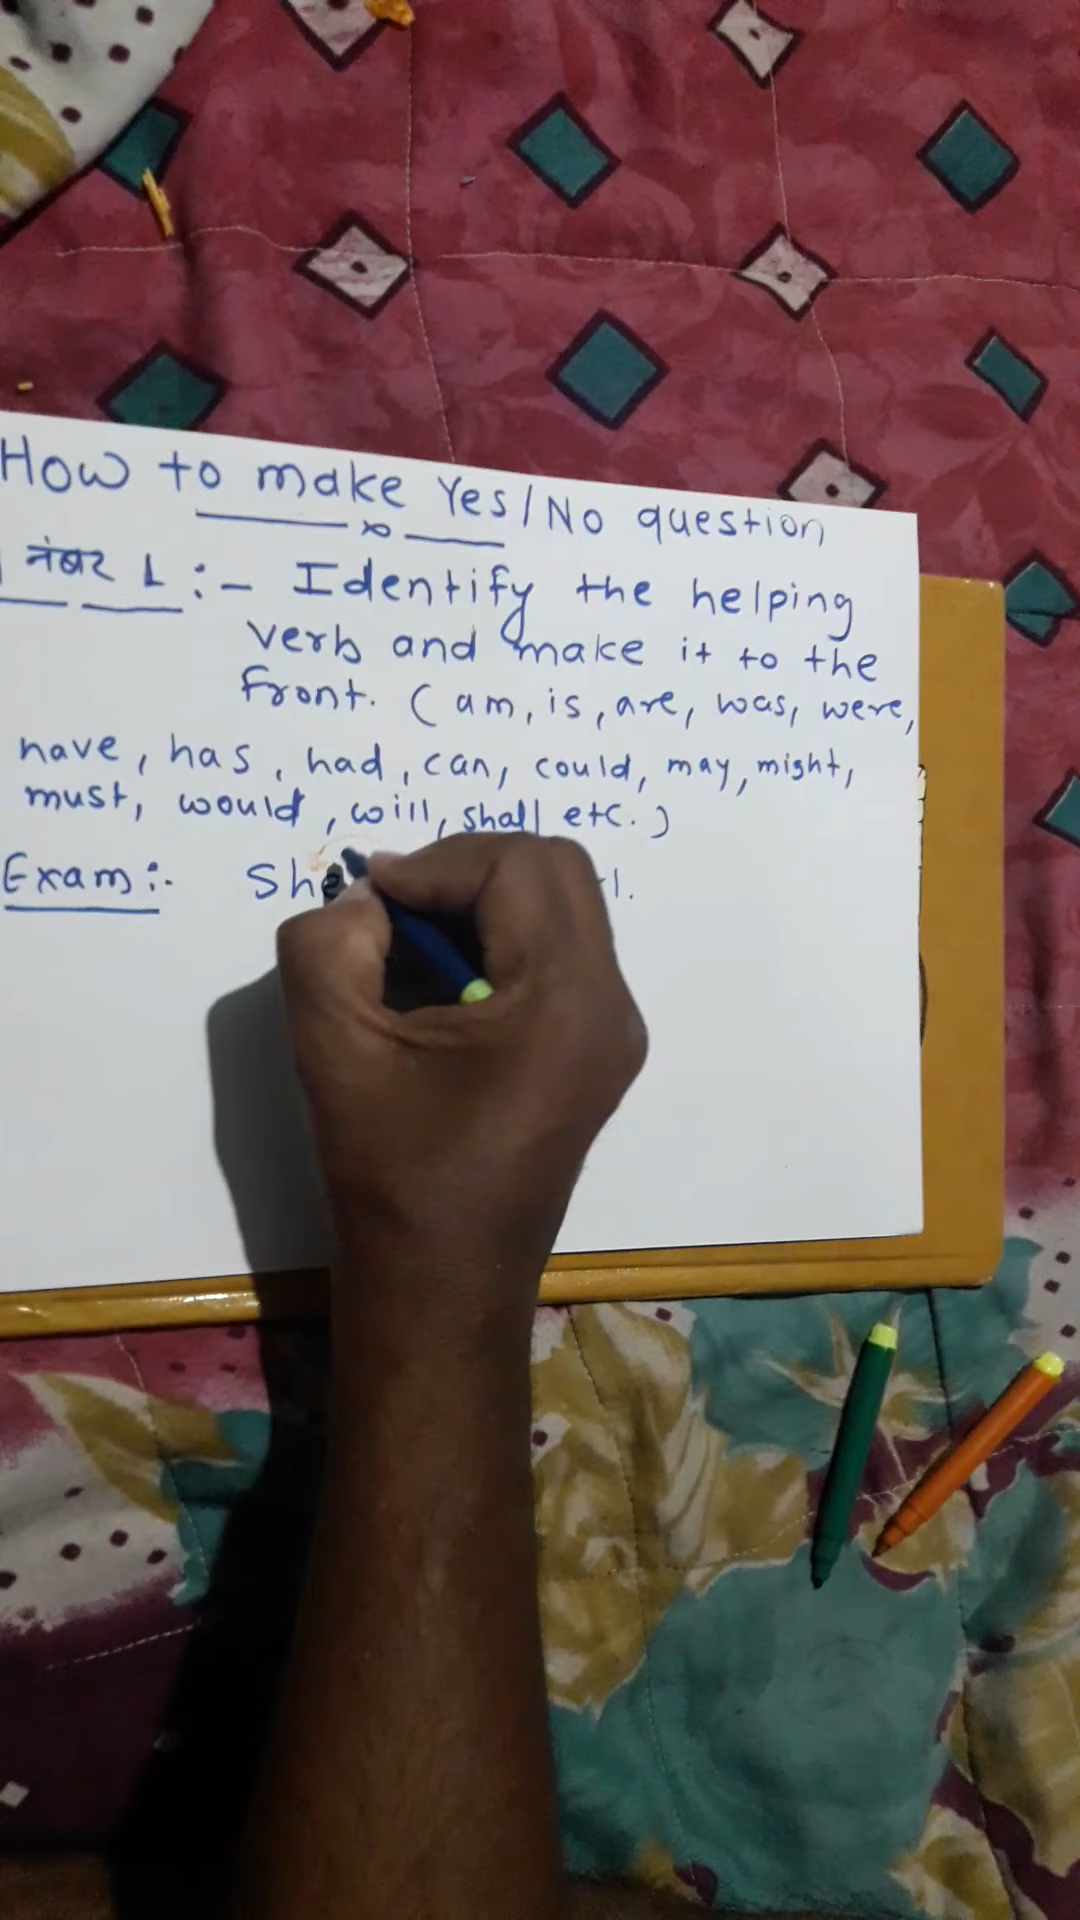 How to make Yes/No question
नंबर 1 :- Identify the helping
verb and make it to the
front. (am, is, are, was, were,
have, has, had, can, could, may, might,
must, would, will, shall etc.)
Exam:- She